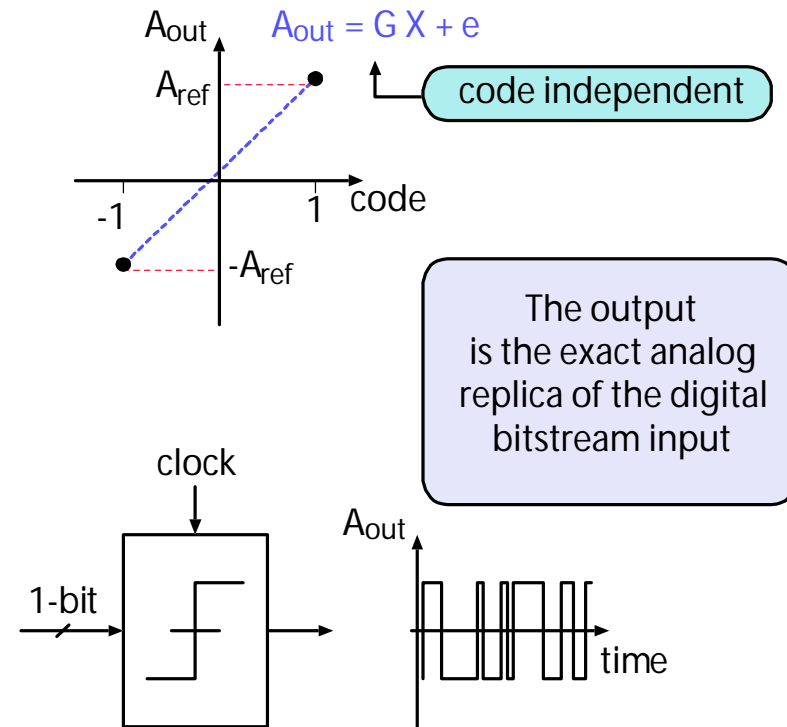 Aout
Aout = G X + e
Aref
code independent
-1
1
code
-Aref
The output
is the exact analog
replica of the digital
bitstream input
clock
Aout
1-bit
time